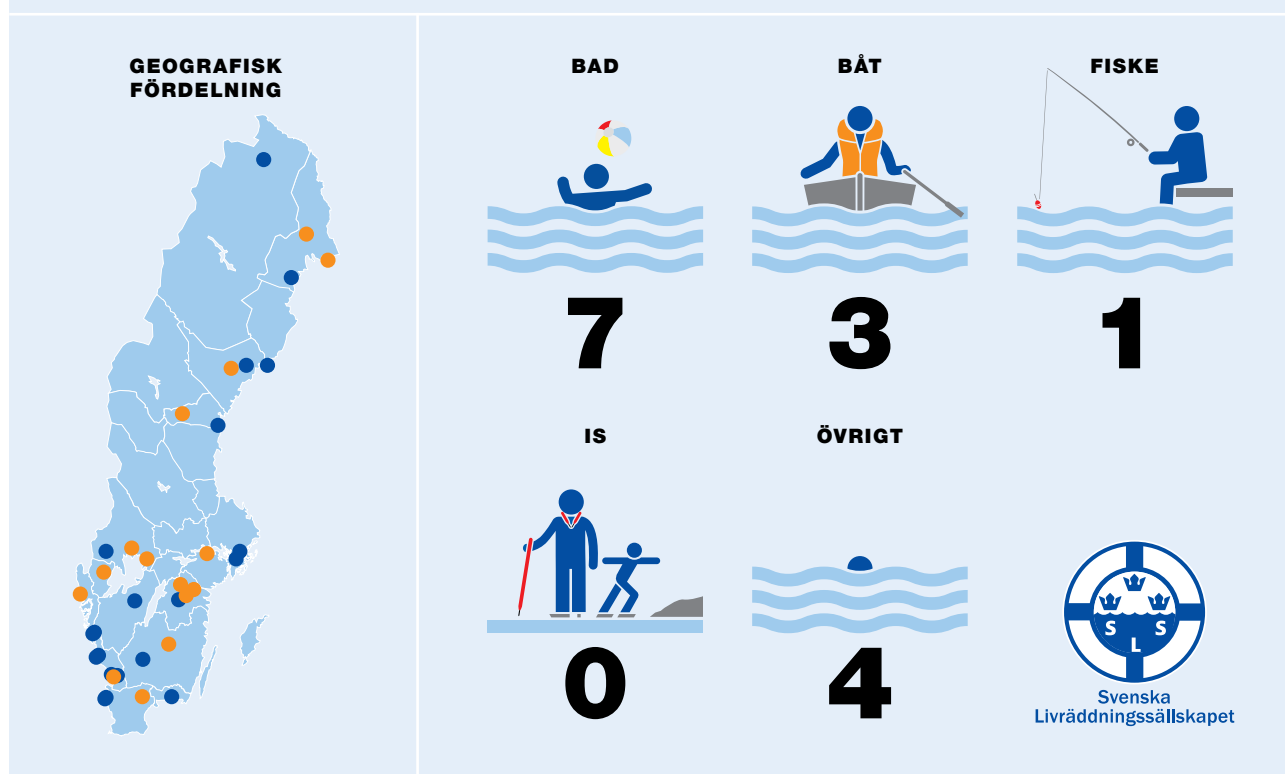 GEOGRAFISK
FÖRDELNING
BAD
BÅT
FISKE
7
3
1
IS
ÖVRIGT
0
4
S
S
L
Svenska
Livräddningssällskapet